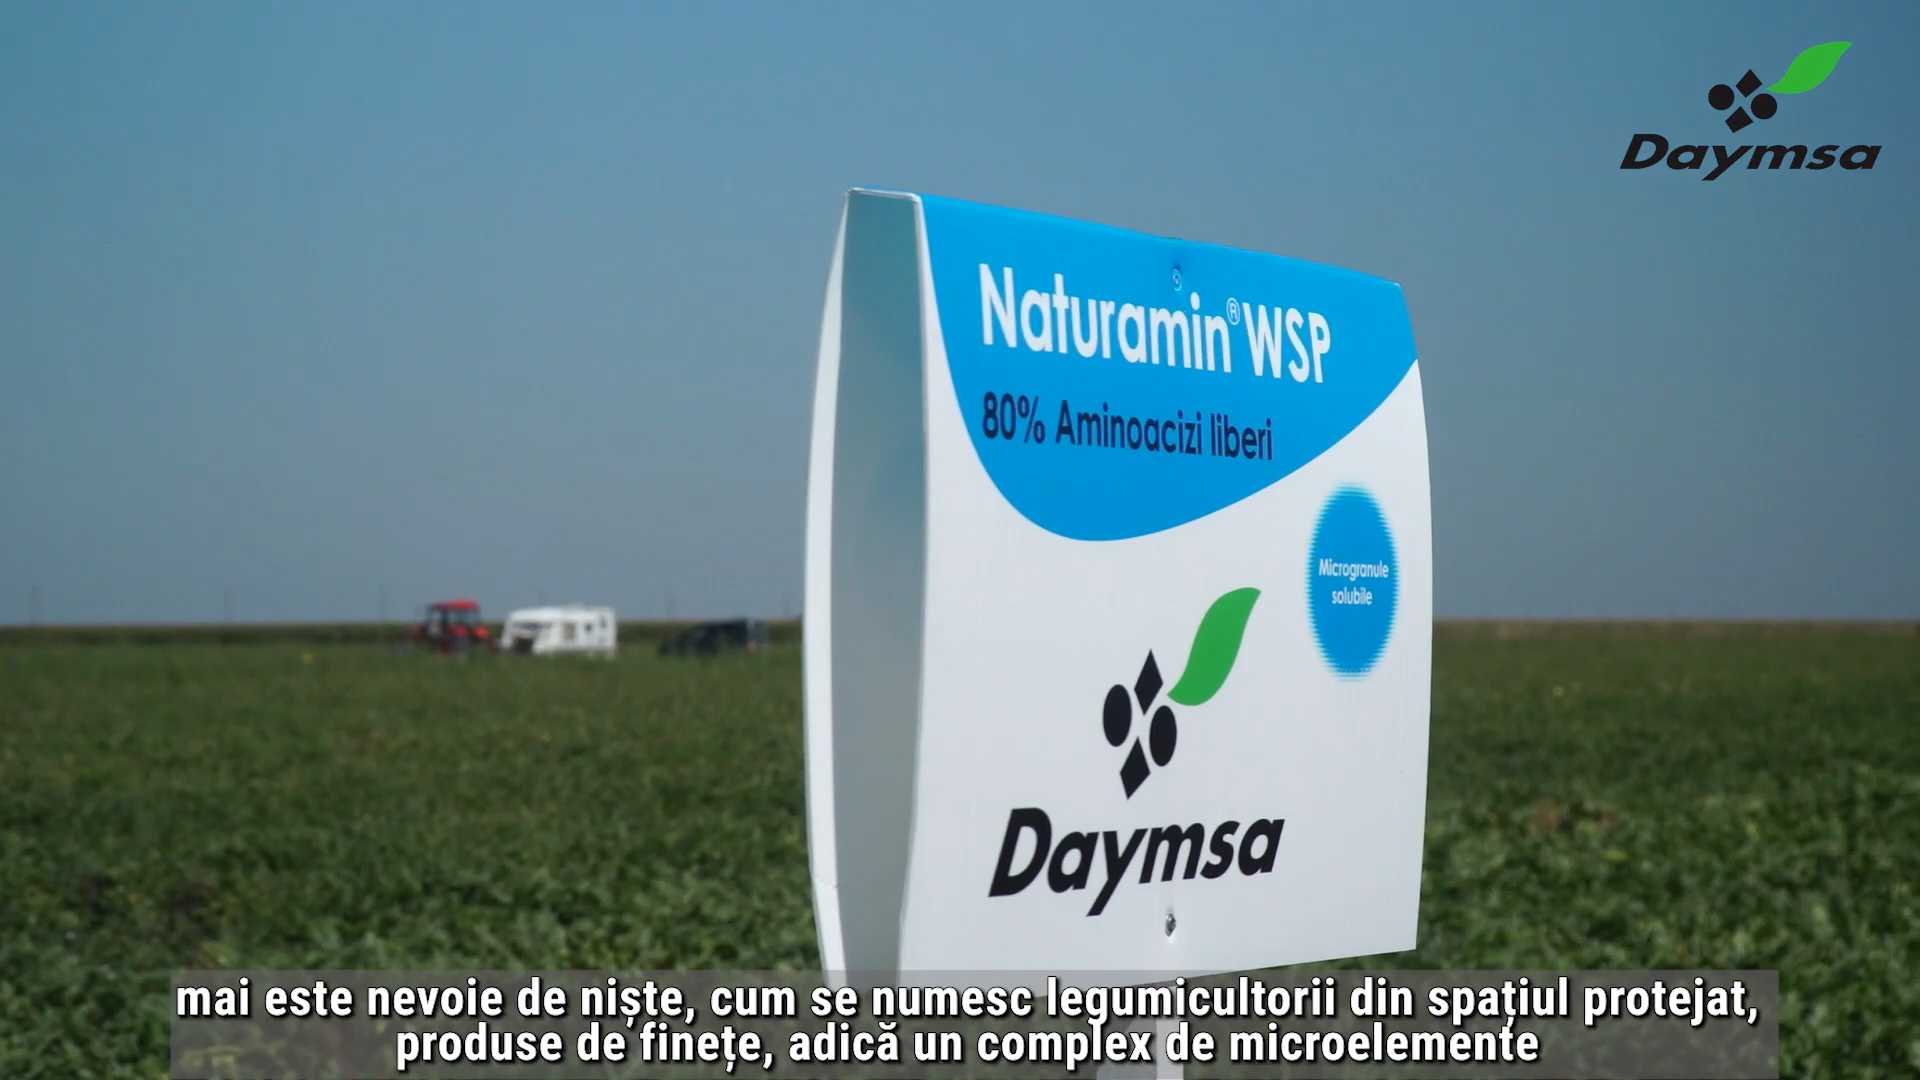 Daymsa
Naturamin® WSP
80% Aminoacizi liberi
Microgranule
solubile
Daymsa
mai este nevoie de niște, cum se numesc legumicultorii din spațiul protejat,
produse de finețe, adică un complex de microelemente